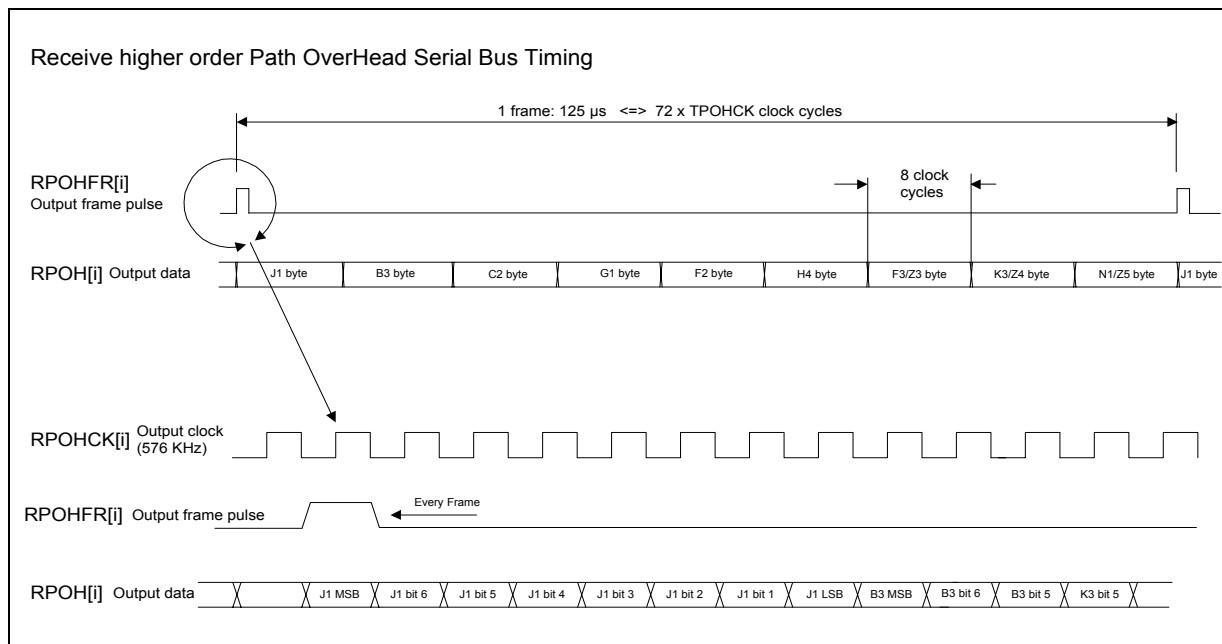 Receive higher order Path OverHead Serial Bus Timing
1 frame: 125 µs <=> 72 x TPOHCK clock cycles
RPOHFR[i]
Output frame pulse
8 clock
cycles
RPOH[i] Output data
J1 byte B3 byte C2 byte G1 byte F2 byte H4 byte F3/Z3 byte K3/Z4 byte N1/Z5 byte J1 byte
RPOHCK[i] Output clock
(576 KHz)
RPOHFR[i] Output frame pulse
Every Frame
RPOH[i] Output data
J1 MSB J1 bit 6 J1 bit 5 J1 bit 4 J1 bit 3 J1 bit 2 J1 bit 1 J1 LSB B3 MSB B3 bit 6 B3 bit 5 K3 bit 5